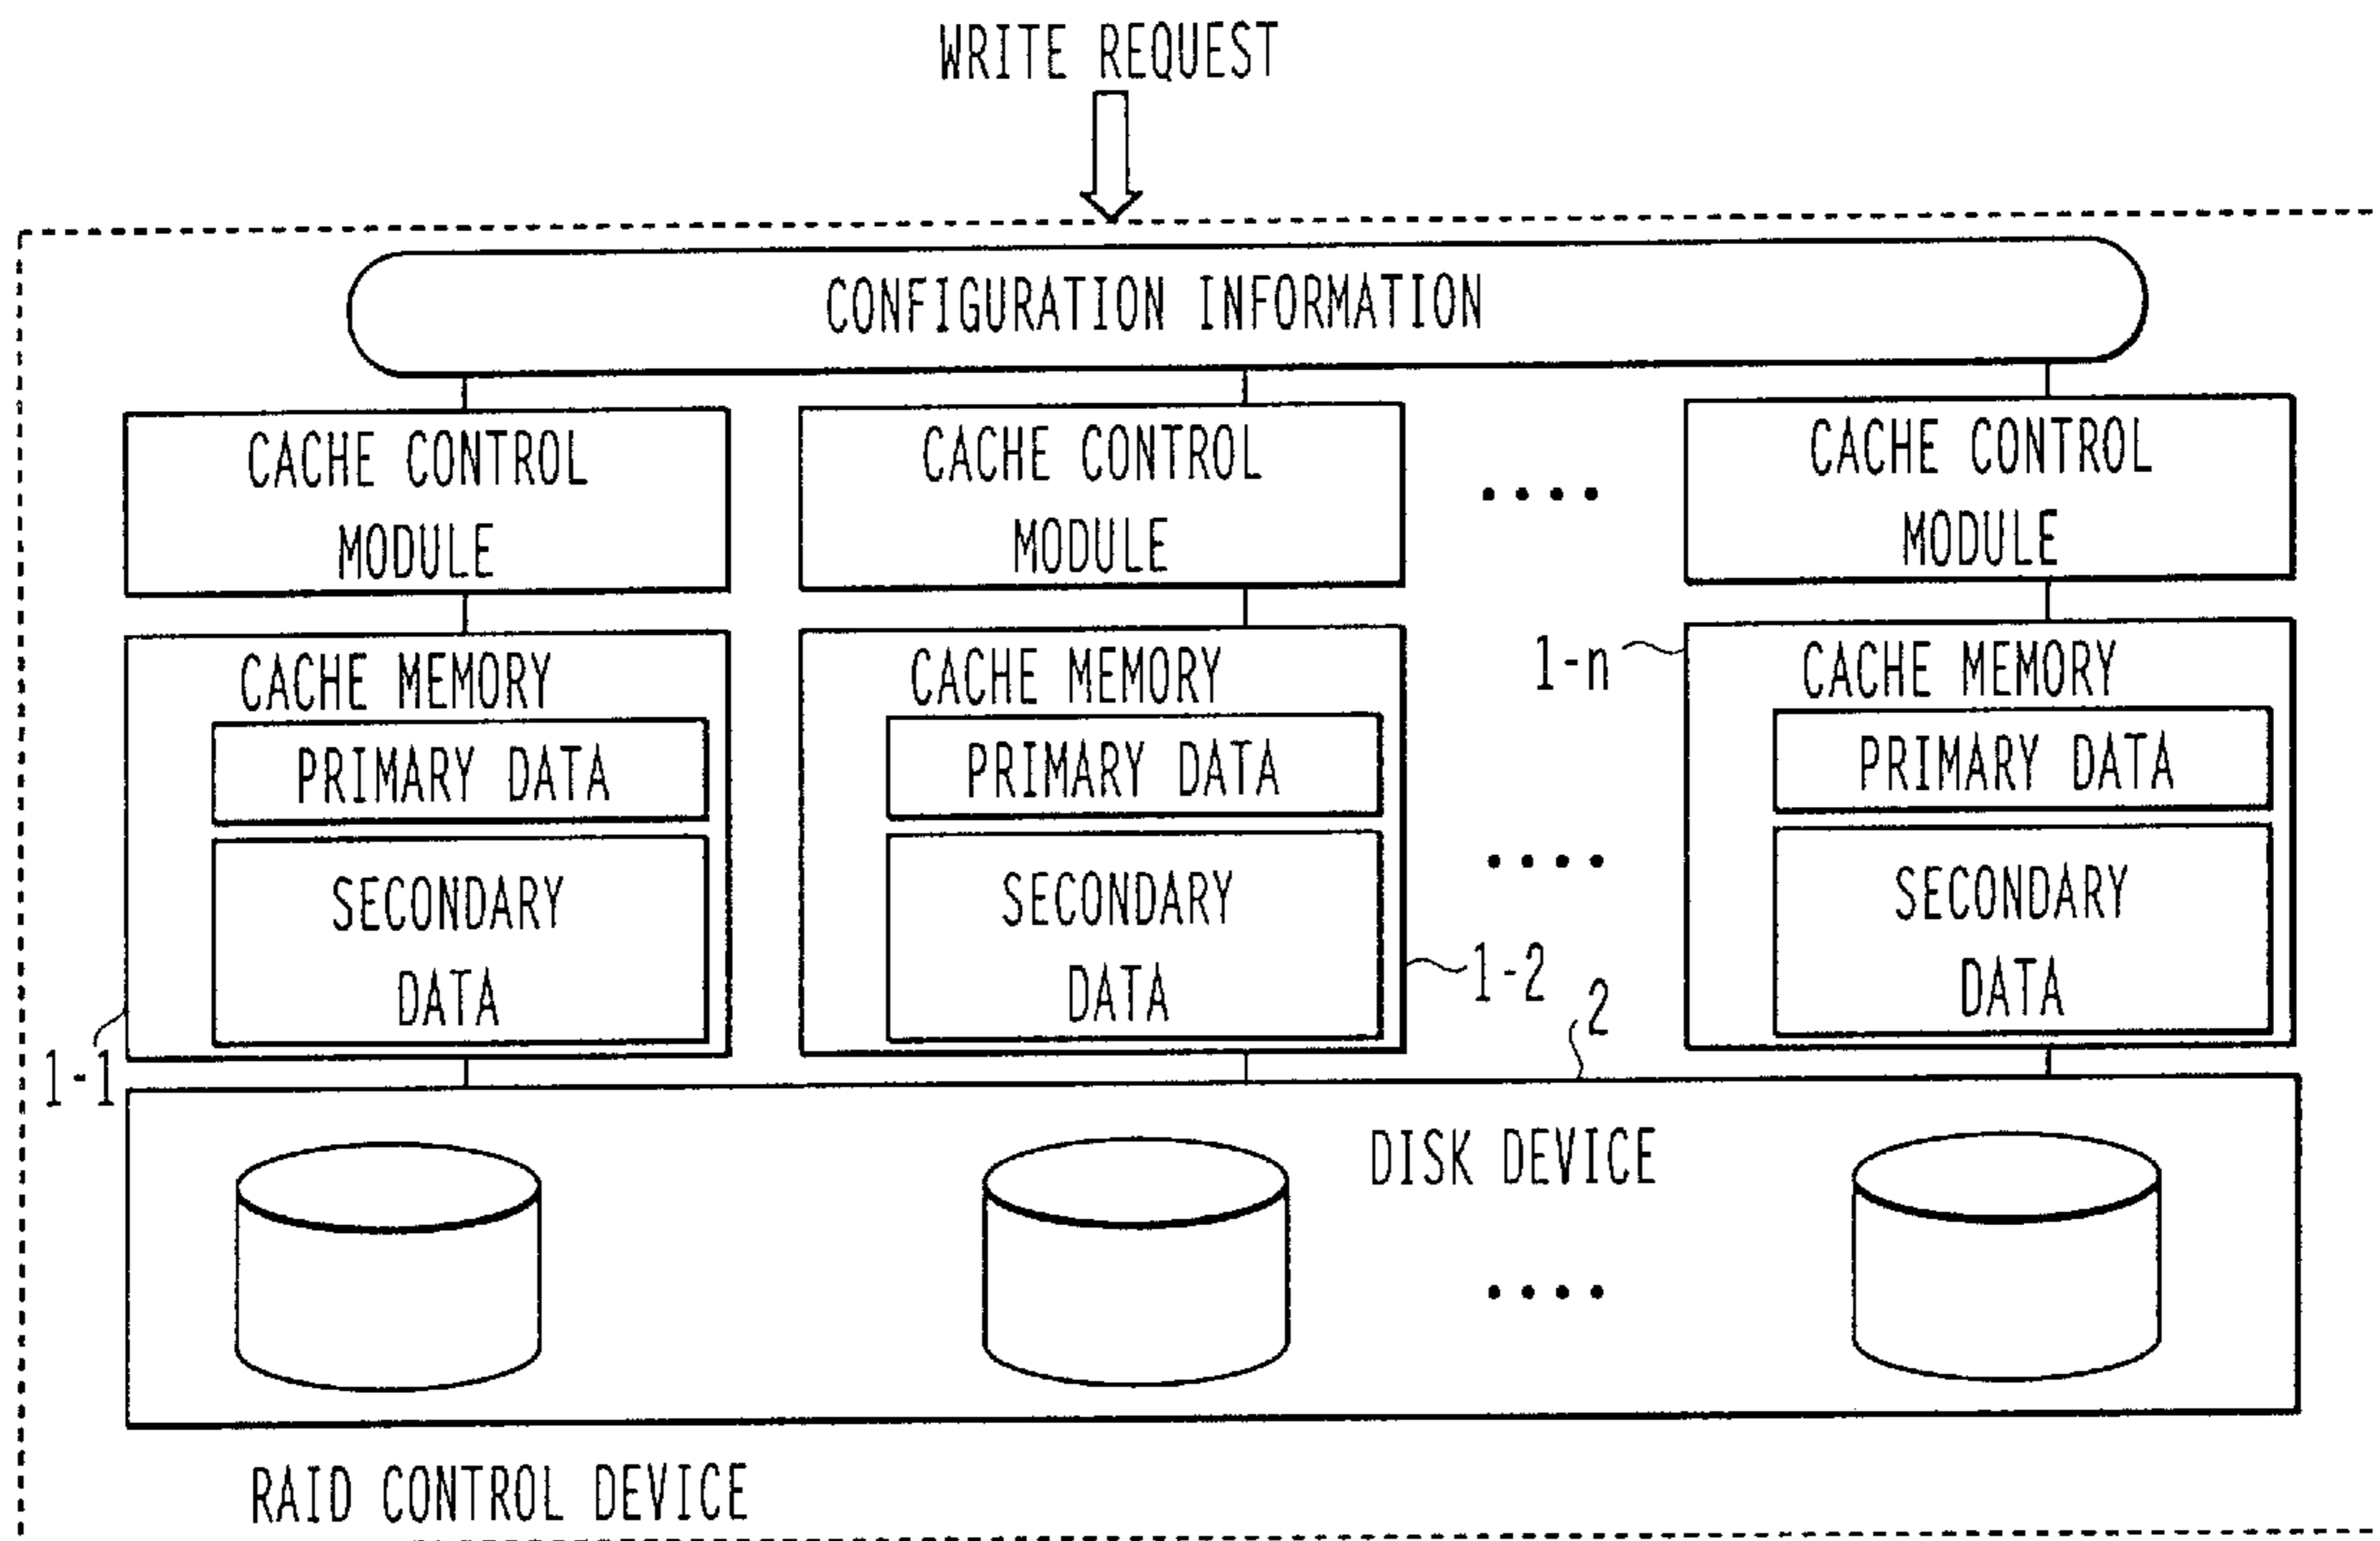 WRITE REQUEST
CONFIGURATION INFORMATION
CACHE CONTROL
MODULE
CACHE CONTROL
MODULE
CACHE CONTROL
MODULE
CACHE MEMORY
PRIMARY DATA
SECONDARY
DATA
1-1
CACHE MEMORY
PRIMARY DATA
SECONDARY
DATA
1-2
1-n
CACHE MEMORY
PRIMARY DATA
SECONDARY
DATA
2
DISK DEVICE
RAID CONTROL DEVICE